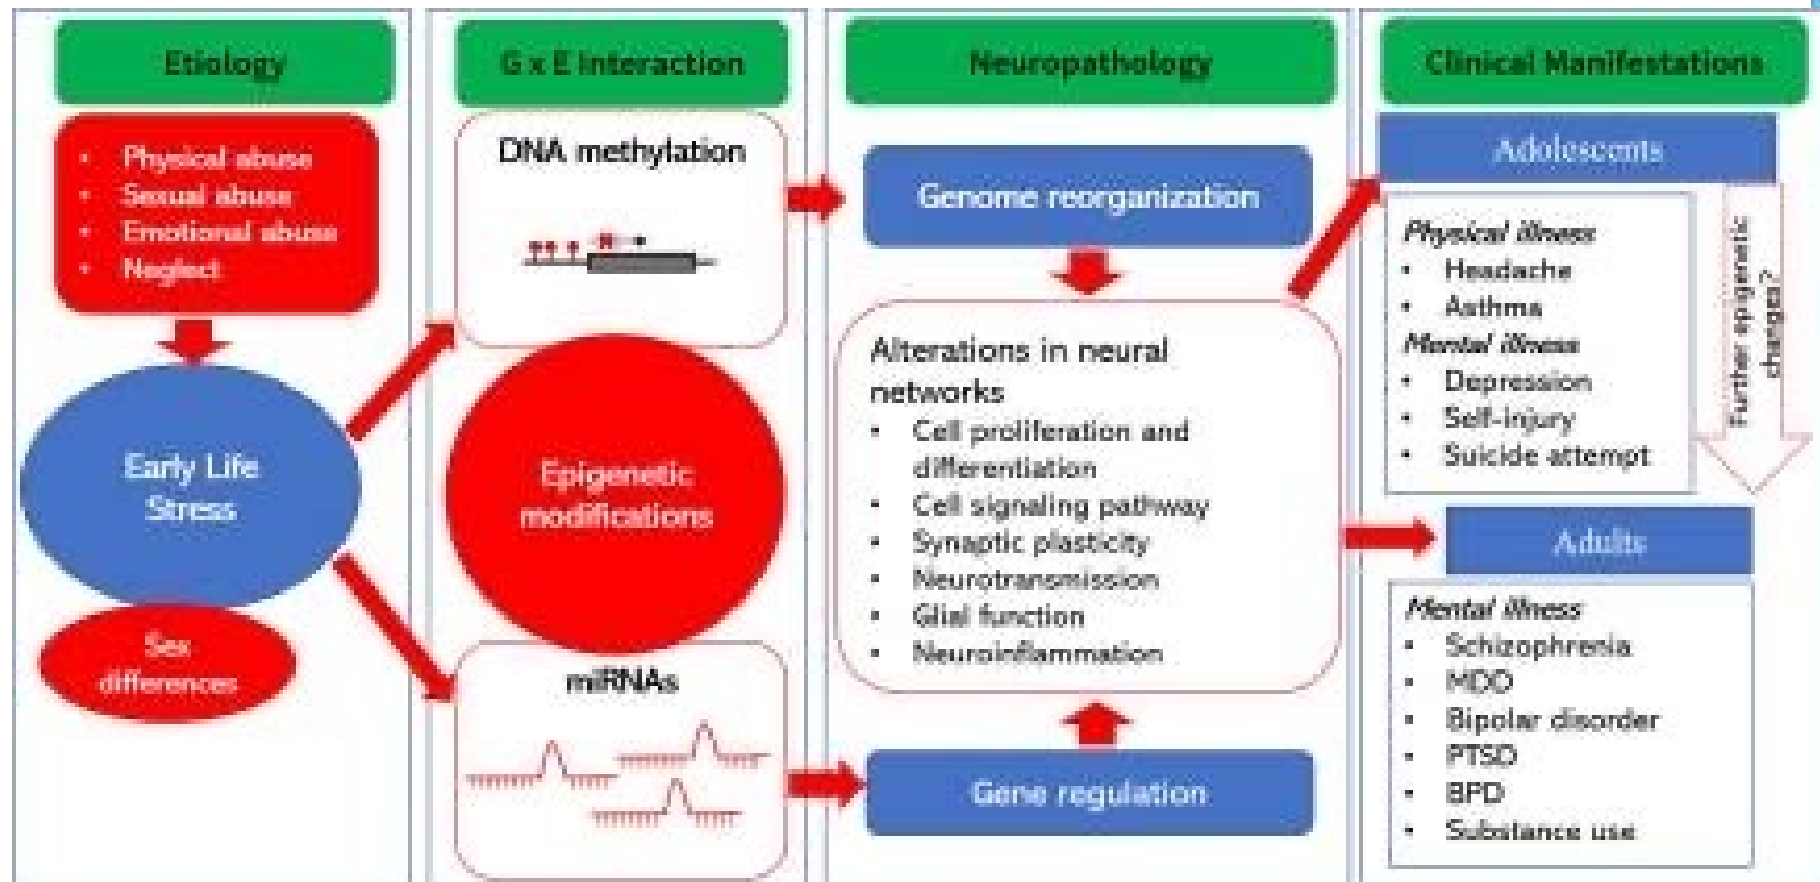 Etiology
Physical abuse
Sexual abuse
Emotional abuse
Neglect
Early Life
Stress
Sex
differences
G x E Interaction
DNA methylation
Epigenetic
modifications
miRNAs
Neuropathology
Genome reorganization
Alterations in neural
networks
Cell proliferation and
differentiation
Cell signaling pathway
Synaptic plasticity
Neurotransmission
Glial function
Neuroinflammation
Gene regulation
Clinical Manifestations
Adolescents
Physical illness
Headache
Asthma
Mental illness
Depression
Self-injury
Suicide attempt
Further epigenetic
changes?
Adults
Mental illness
Schizophrenia
MDD
Bipolar disorder
PTSD
BPD
Substance use